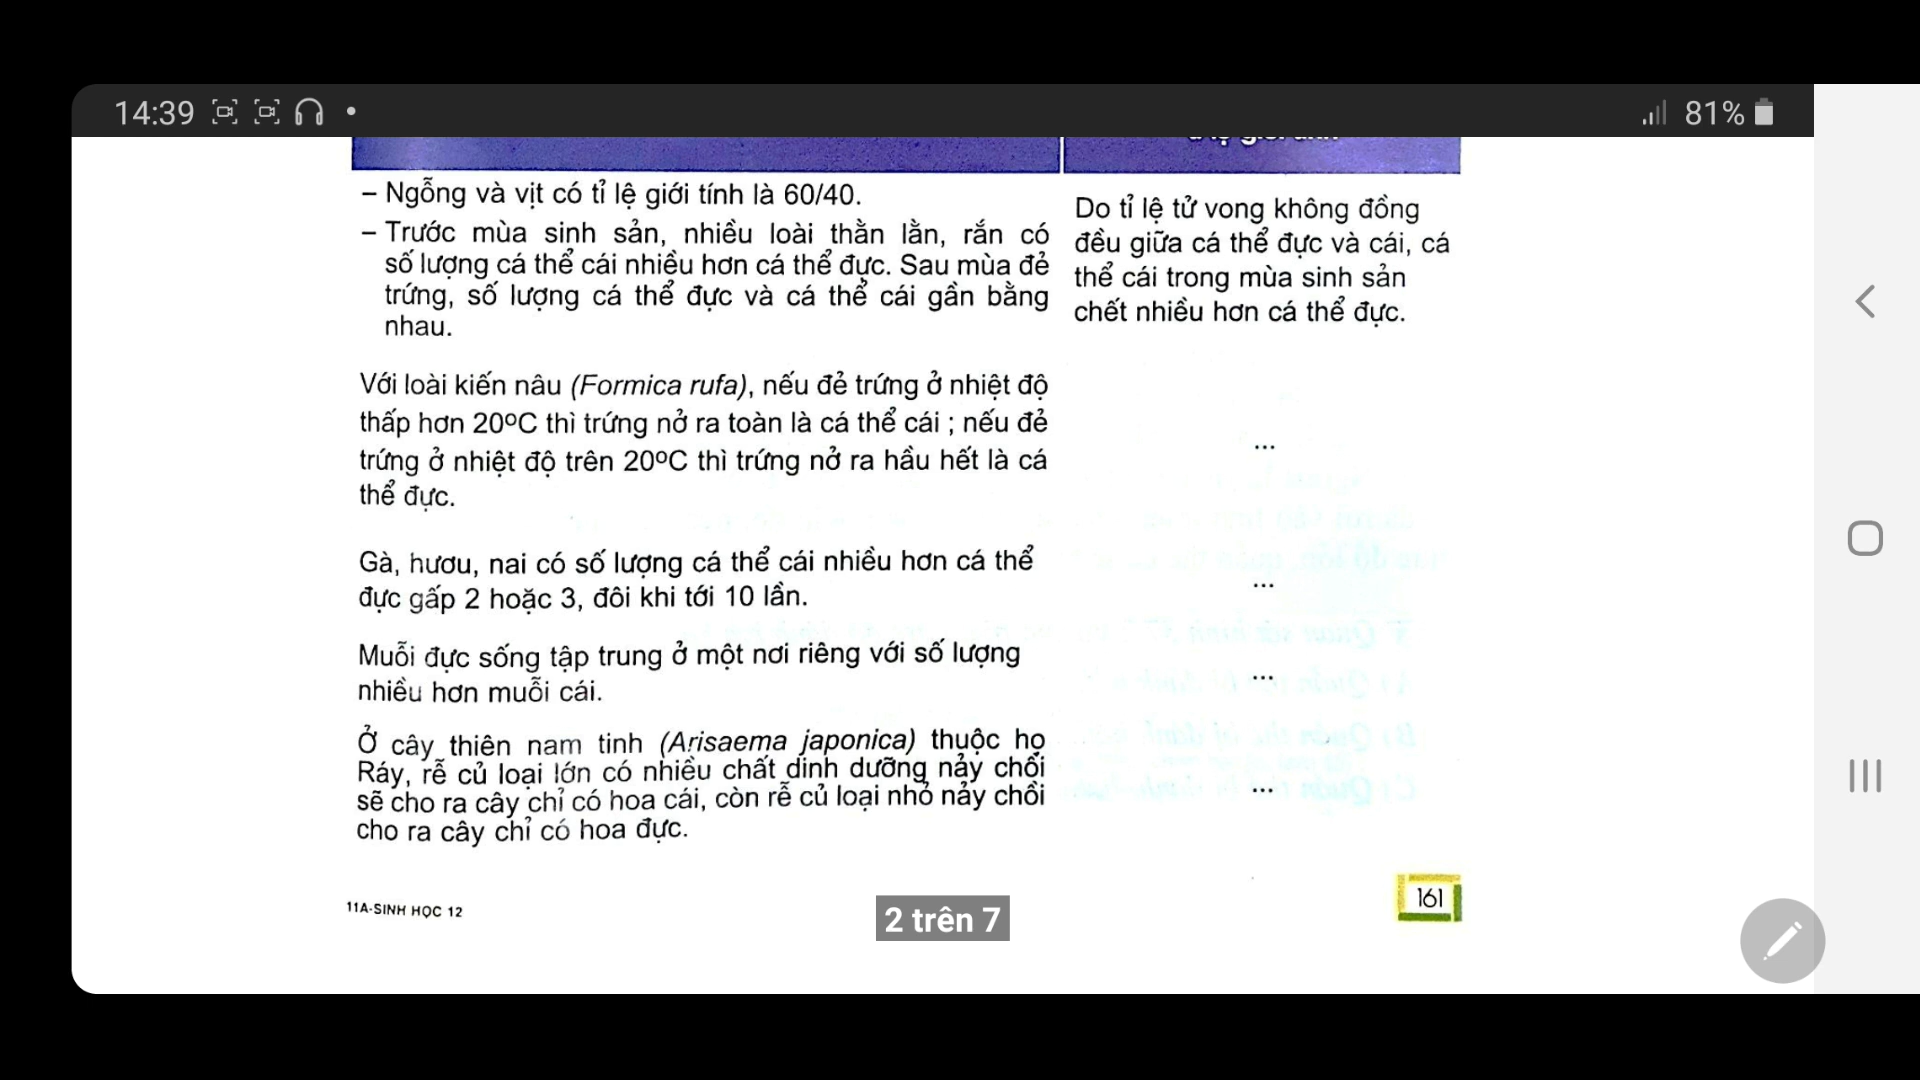 14:39
81%
– Ngỗng và vịt có tỉ lệ giới tính là 60/40.
– Trước mùa sinh sản, nhiều loài thằn lằn, rắn có
số lượng cá thể cái nhiều hơn cá thể đực. Sau mùa đẻ
trứng, số lượng cá thể đực và cá thể cái gần bằng
nhau.
Do tỉ lệ tử vong không đồng
đều giữa cá thể đực và cái, cá
thể cái trong mùa sinh sản
chết nhiều hơn cá thể đực.
Với loài kiến nâu (Formica rufa), nếu đẻ trứng ở nhiệt độ
thấp hơn 20ºC thì trứng nở ra toàn là cá thể cái ; nếu đẻ
trứng ở nhiệt độ trên 20ºC thì trứng nở ra hầu hết là cá
thể đực.
...
Gà, hươu, nai có số lượng cá thể cái nhiều hơn cá thể
đực gấp 2 hoặc 3, đôi khi tới 10 lần.
...
Muỗi đực sống tập trung ở một nơi riêng với số lượng
nhiều hơn muỗi cái.
...
Ở cây thiên nam tinh (Arisaema japonica) thuộc họ
Ráy, rễ củ loại lớn có nhiều chất dinh dưỡng nảy chồi
sẽ cho ra cây chỉ có hoa cái, còn rễ củ loại nhỏ nảy chồi
cho ra cây chỉ có hoa đực.
...
11A-SINH HỌC 12
2 trên 7
161